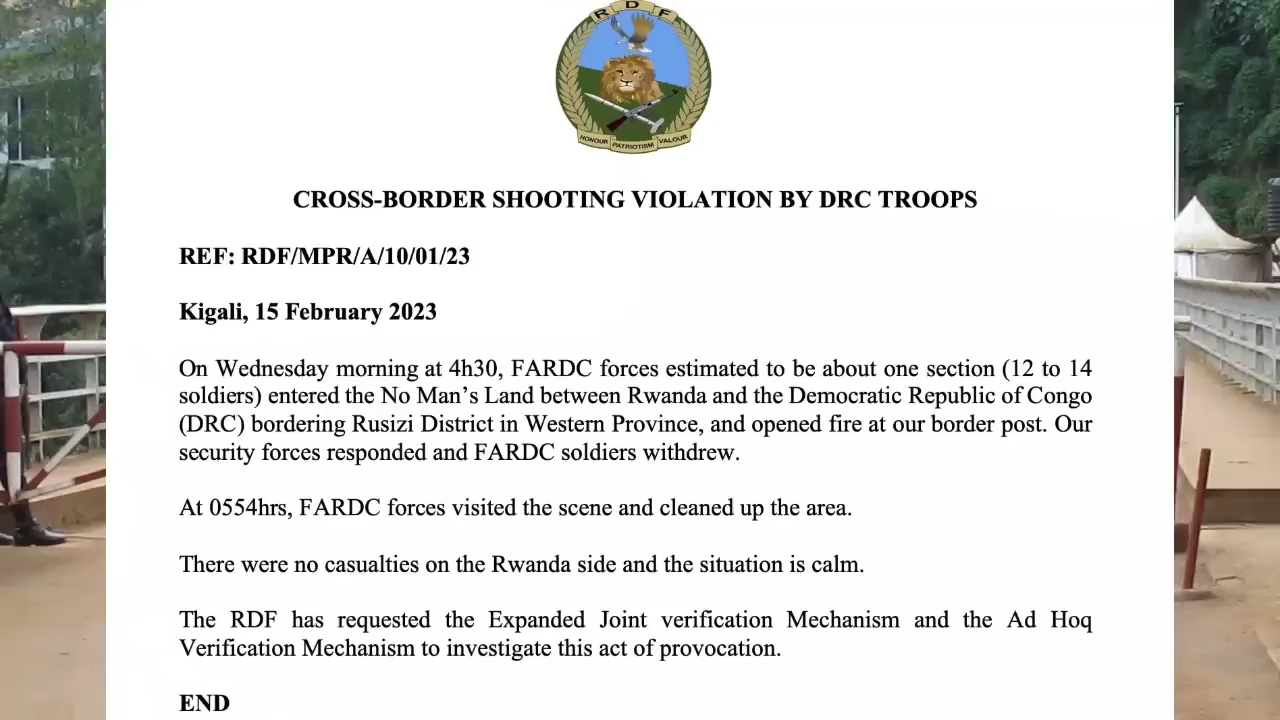 RDF
HONOUR PATRIOTISM VALOUR
CROSS-BORDER SHOOTING VIOLATION BY DRC TROOPS
REF: RDF/MPR/A/10/01/23
Kigali, 15 February 2023
On Wednesday morning at 4h30, FARDC forces estimated to be about one section (12 to 14
soldiers) entered the No Man’s Land between Rwanda and the Democratic Republic of Congo
(DRC) bordering Rusizi District in Western Province, and opened fire at our border post. Our
security forces responded and FARDC soldiers withdrew.
At 0554hrs, FARDC forces visited the scene and cleaned up the area.
There were no casualties on the Rwanda side and the situation is calm.
The RDF has requested the Expanded Joint verification Mechanism and the Ad Hoq
Verification Mechanism to investigate this act of provocation.
END